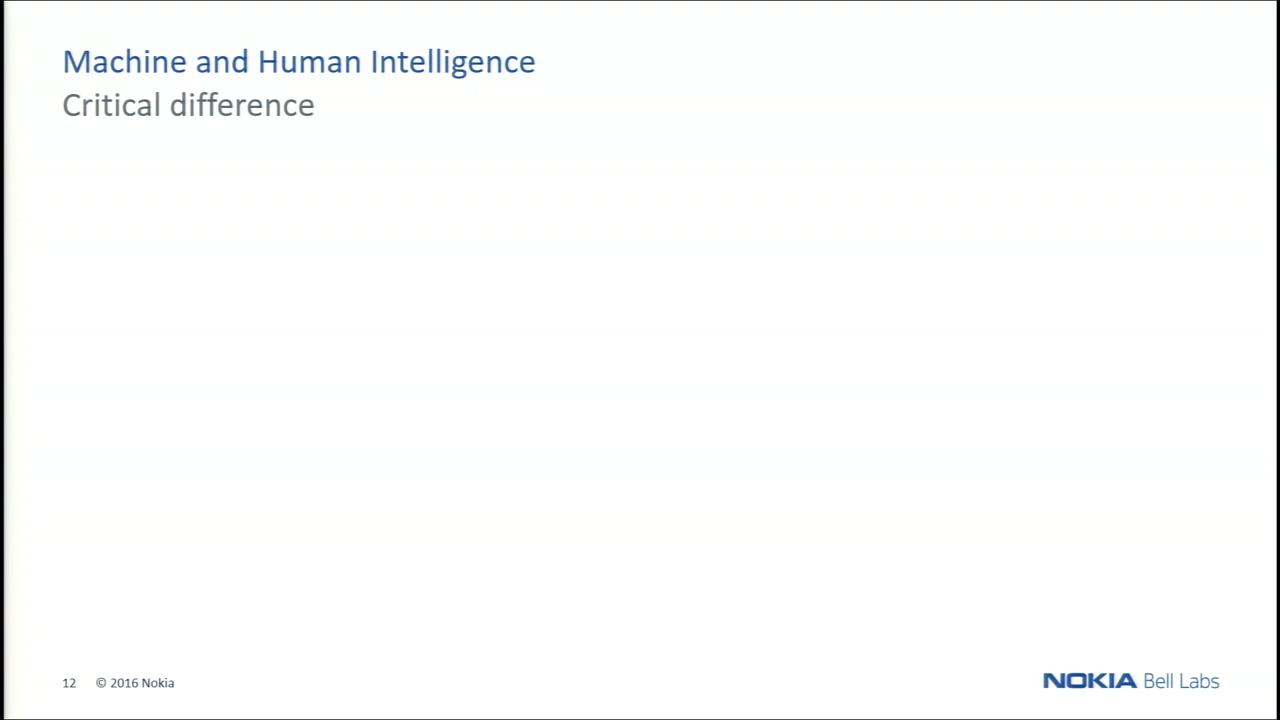 Machine and Human Intelligence
Critical difference
12 © 2016 Nokia
NOKIA Bell Labs